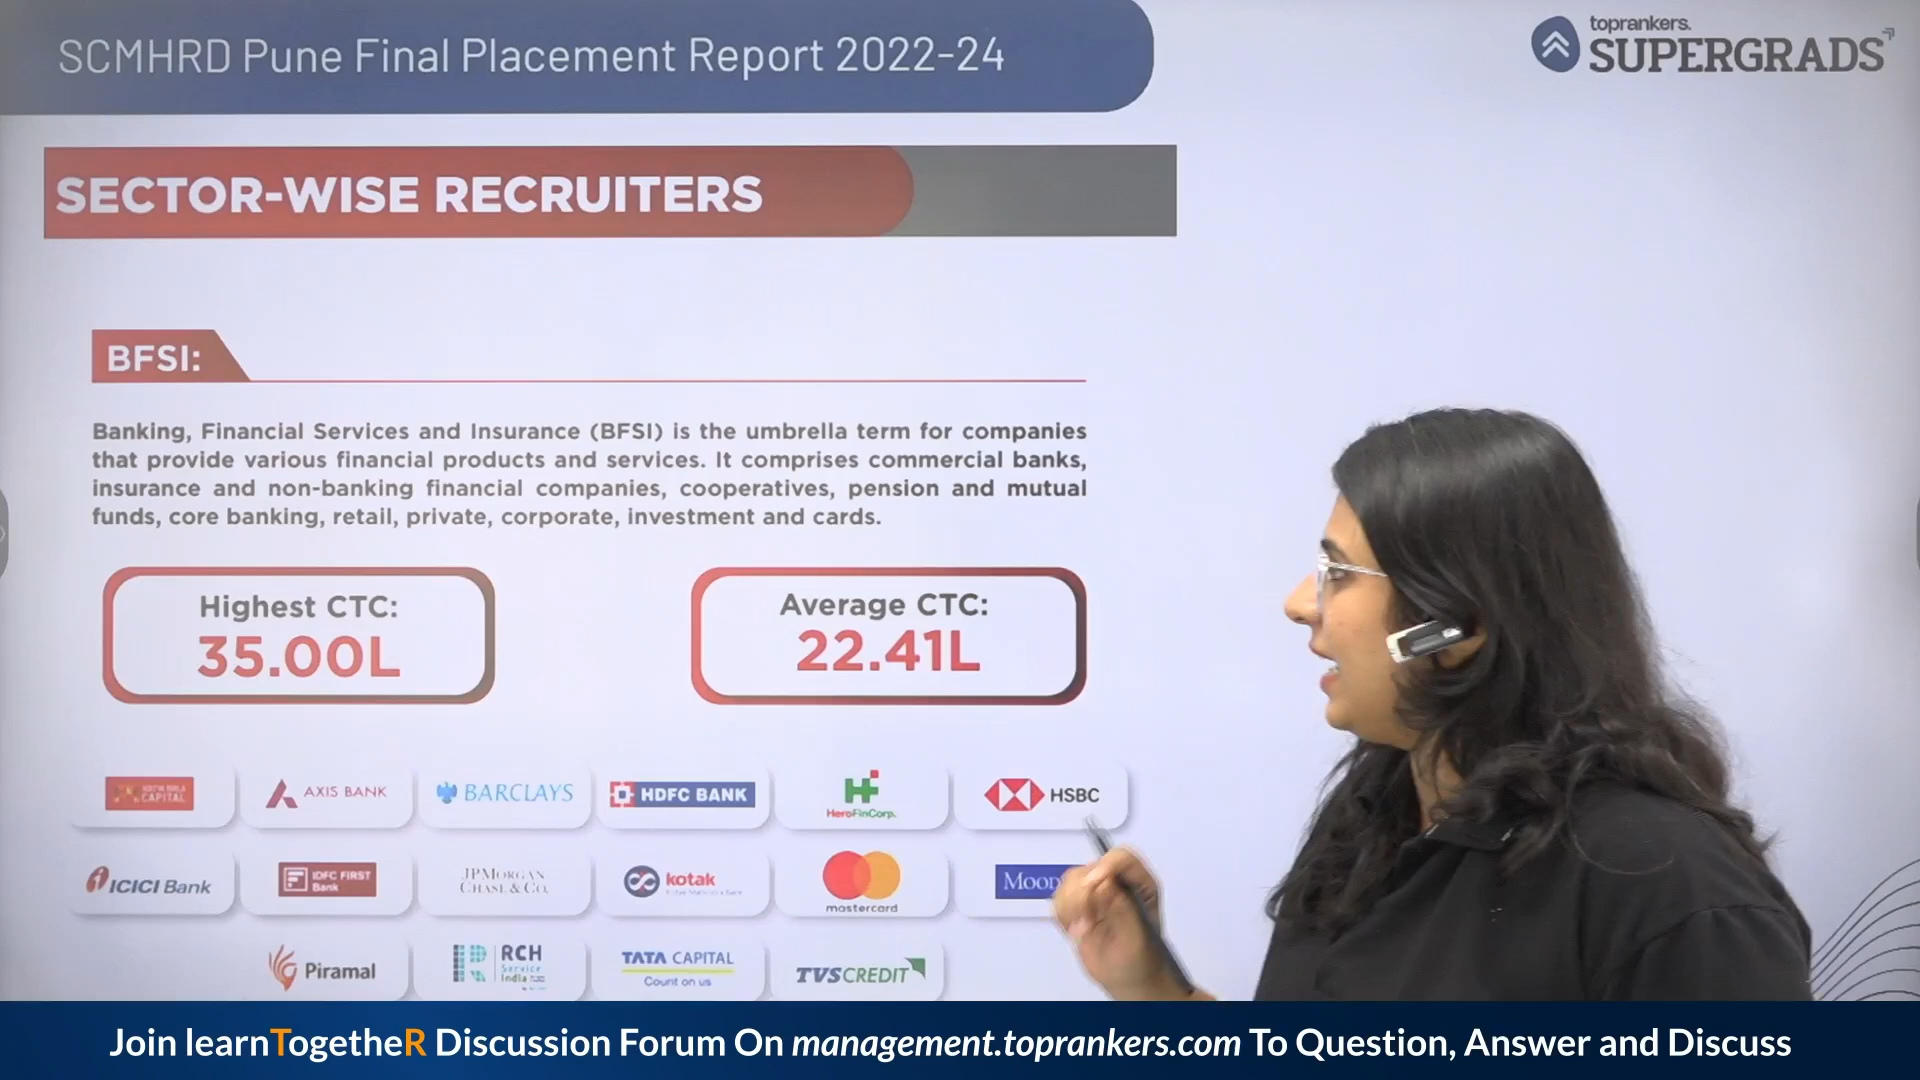 SCMHRD Pune Final Placement Report 2022-24
toprankers.
SUPERGRADS
SECTOR-WISE RECRUITERS
BFSI:
Banking, Financial Services and Insurance (BFSI) is the umbrella term for companies
that provide various financial products and services. It comprises commercial banks,
insurance and non-banking financial companies, cooperatives, pension and mutual
funds, core banking, retail, private, corporate, investment and cards.
Highest CTC:
35.00L
Average CTC:
22.41L
ADITYA BIRLA
CAPITAL
AXIS BANK
BARCLAYS
HDFC BANK
HeroFinCorp.
HSBC
ICICI Bank
IDFC FIRST
Bank
JPMORGAN
CHASE & CO.
kotak
mastercard
Piramal
RCH
Service
India
TATA CAPITAL
Count on us
TVS CREDIT
Join learnTogetheR Discussion Forum On management.toprankers.com To Question, Answer and Discuss